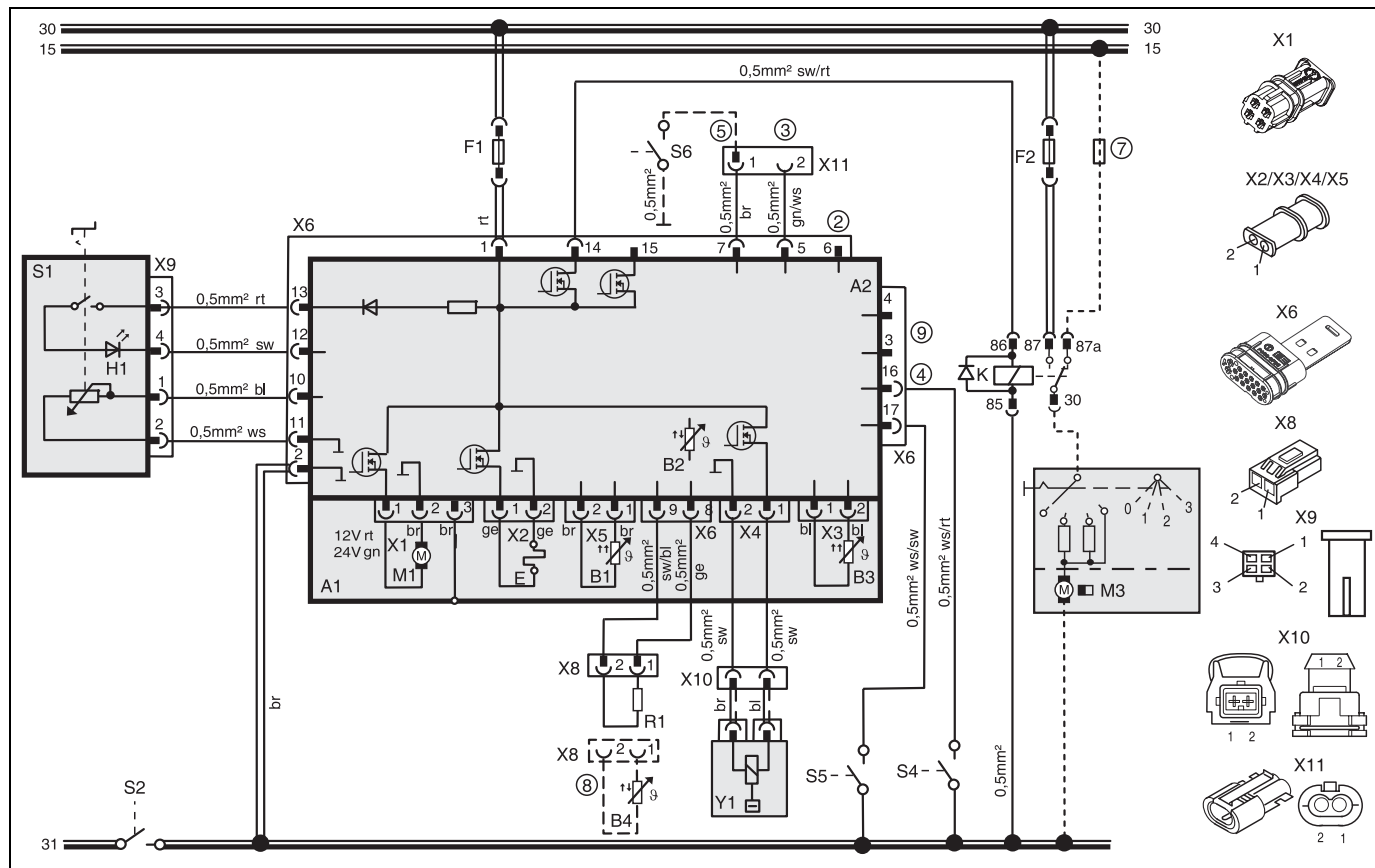 30
30
15
15
0,5mm² sw/rt
X1
F1
S6
⑤
③
1
2
X11
F2
⑦
0,5mm²
0,5mm²
br
0,5mm²
gn/ws
rt
X2/X3/X4/X5
2
1
X6
1
14
15
7
5
6
②
S1
X9
3
0,5mm² rt
13
4
0,5mm² sw
12
H1
1
0,5mm² bl
10
2
0,5mm² ws
11
2
A2
4
3
⑨
16
④
17
X6
B2
ϑ
86
87
87a
K
85
30
X6
X8
2
1
X9
4
1
3
2
0
1
2
3
M
M3
1
2
3
1
2
2
1
9
8
2
1
1
2
12V rt
24V gn
br
br
X1
M
M1
ge
X2
ge
E
br
X5
br
B1
ϑ
X6
X4
bl
X3
bl
B3
ϑ
A1
0,5mm²
sw/bl
0,5mm²
ge
0,5mm²
sw
0,5mm²
sw
0,5mm² ws/sw
0,5mm² ws/rt
X8
2
1
R1
X10
br
bl
X8
2
1
⑧
B4
ϑ
Y1
S5
S4
0,5mm²
br
X10
1 2
1 2
X11
2 1
S2
31